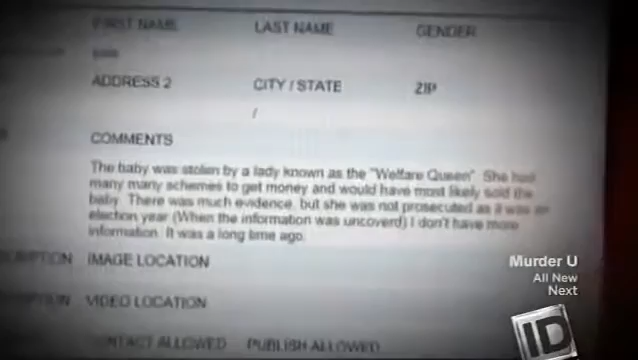 FIRST NAME LAST NAME GENDER
ADDRESS 2 CITY / STATE ZIP
/
COMMENTS
The baby was stolen by a lady known as the "Welfare Queen". She had
many many schemes to get money and would have most likely sold the
baby. There was much evidence, but she was not prosecuted as it was an
election year (When the information was uncoverd) I don't have more
information. It was a long time ago.
IMAGE LOCATION
VIDEO LOCATION
CONTACT ALLOWED PUBLISH ALLOWED
Murder U
All New
Next
ID